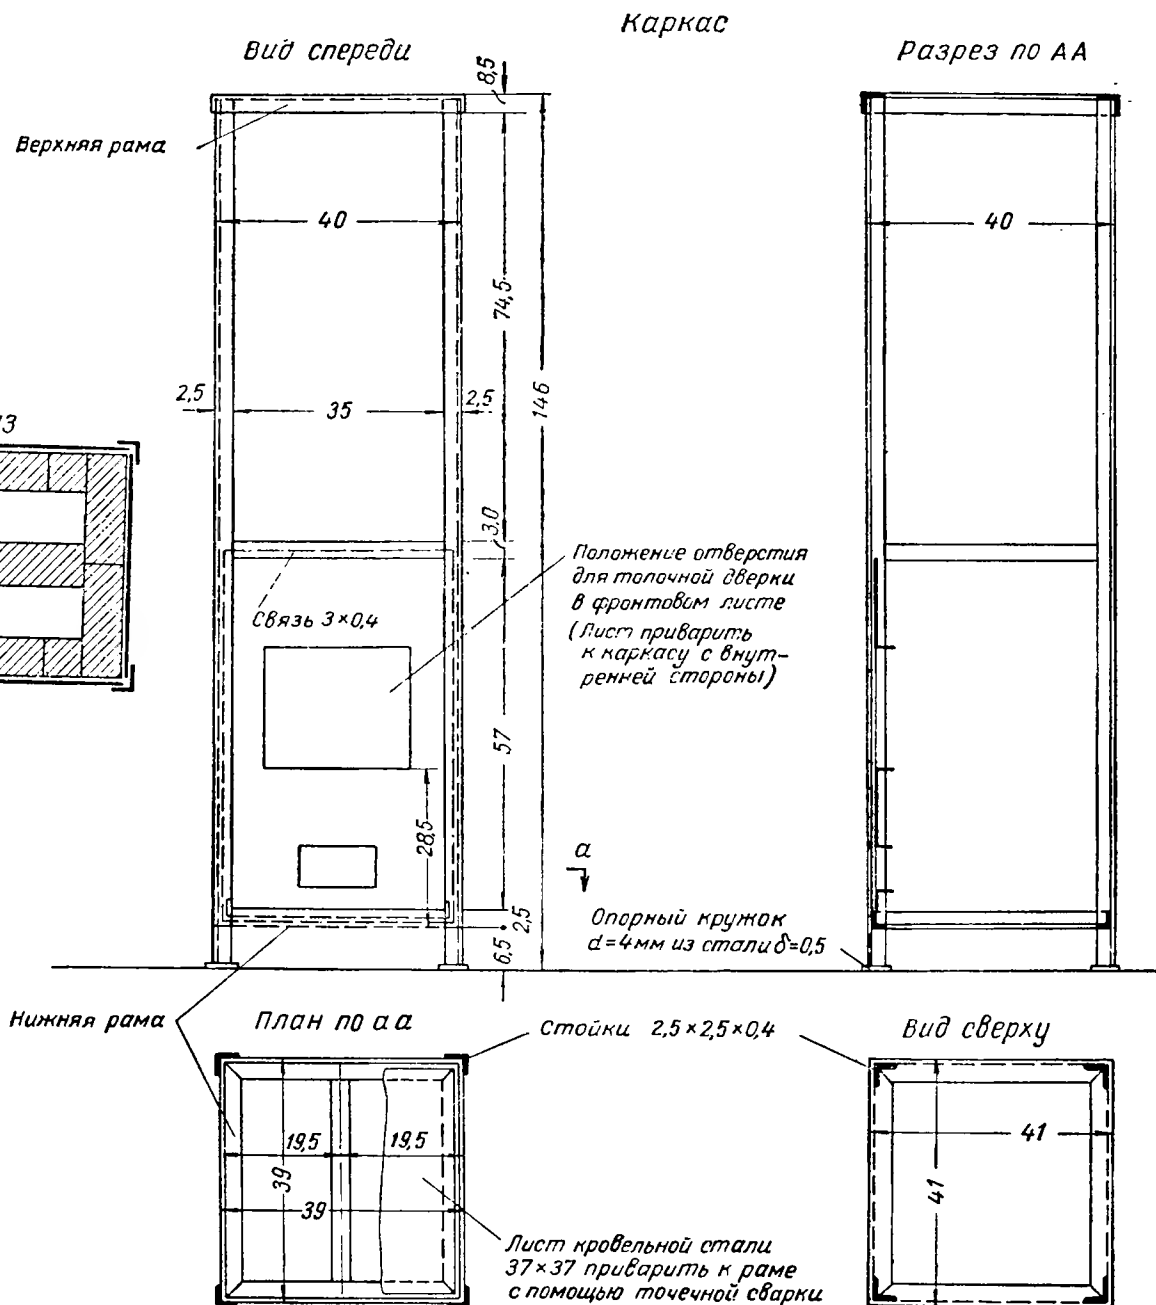 Каркас
Вид спереди
Разрез по АА
8,5
Верхняя рама
40
40
74,5
146
2,5
35
2,5
3,0
Положение отверстия
для топочной дверки
в фронтовом листе
(Лист приварить
к каркасу с внут-
ренней стороны)
Связь 3×0,4
57
28,5
а
2,5
6,5
Опорный кружок
d=4мм из стали δ=0,5
Нижняя рама
План по а а
Стойки 2,5×2,5×0,4
Вид сверху
19,5
19,5
39
39
41
41
Лист кровельной стали
37×37 приварить к раме
с помощью точечной сварки